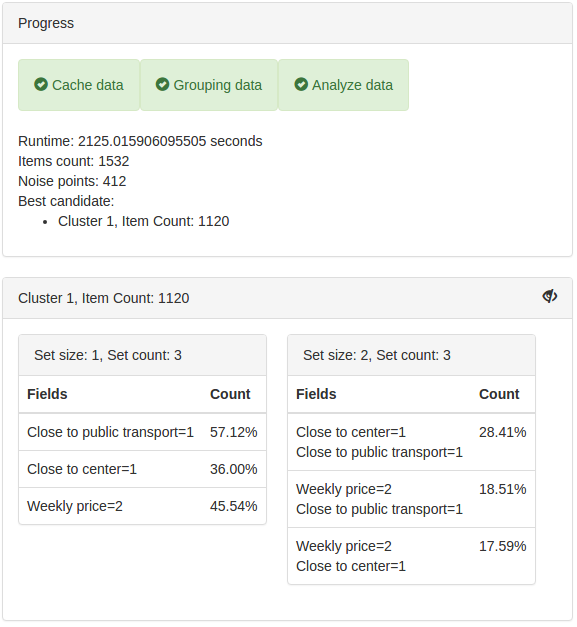 Progress
Cache data Grouping data Analyze data
Runtime: 2125.015906095505 seconds
Items count: 1532
Noise points: 412
Best candidate:
• Cluster 1, Item Count: 1120
Cluster 1, Item Count: 1120
Set size: 1, Set count: 3
Fields Count
Close to public transport=1 57.12%
Close to center=1 36.00%
Weekly price=2 45.54%
Set size: 2, Set count: 3
Fields Count
Close to center=1 28.41%
Close to public transport=1
Weekly price=2 18.51%
Close to public transport=1
Weekly price=2 17.59%
Close to center=1